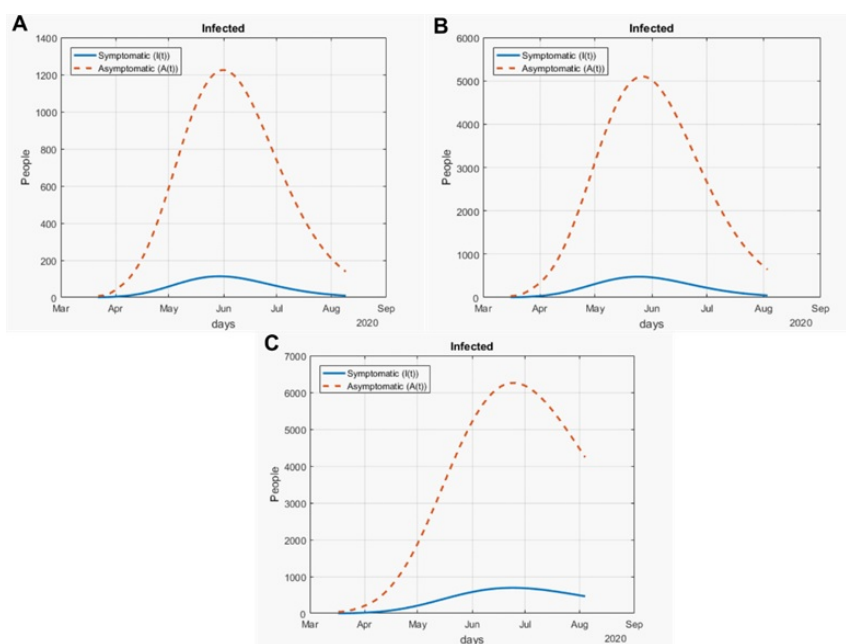 A
Infected
Symptomatic (I(t))
Asymptomatic (A(t))
1400
1200
1000
800
600
400
200
0
People
Mar Apr May Jun Jul Aug Sep
days 2020
B
Infected
Symptomatic (I(t))
Asymptomatic (A(t))
6000
5000
4000
3000
2000
1000
0
People
Mar Apr May Jun Jul Aug Sep
days 2020
C
Infected
Symptomatic (I(t))
Asymptomatic (A(t))
7000
6000
5000
4000
3000
2000
1000
0
People
Mar Apr May Jun Jul Aug Sep
days 2020